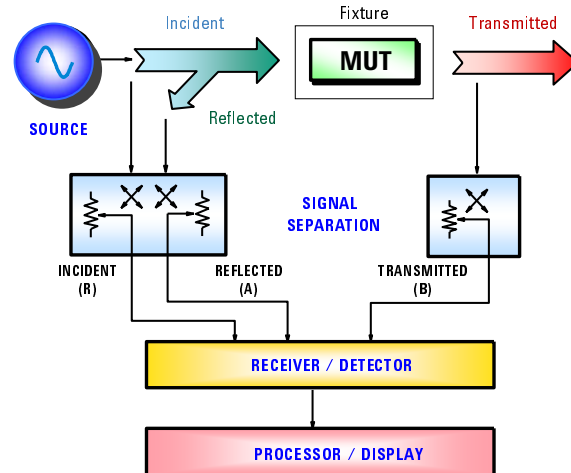 Incident
Fixture
Transmitted
MUT
Reflected
SOURCE
SIGNAL
SEPARATION
INCIDENT
(R)
REFLECTED
(A)
TRANSMITTED
(B)
RECEIVER / DETECTOR
PROCESSOR / DISPLAY